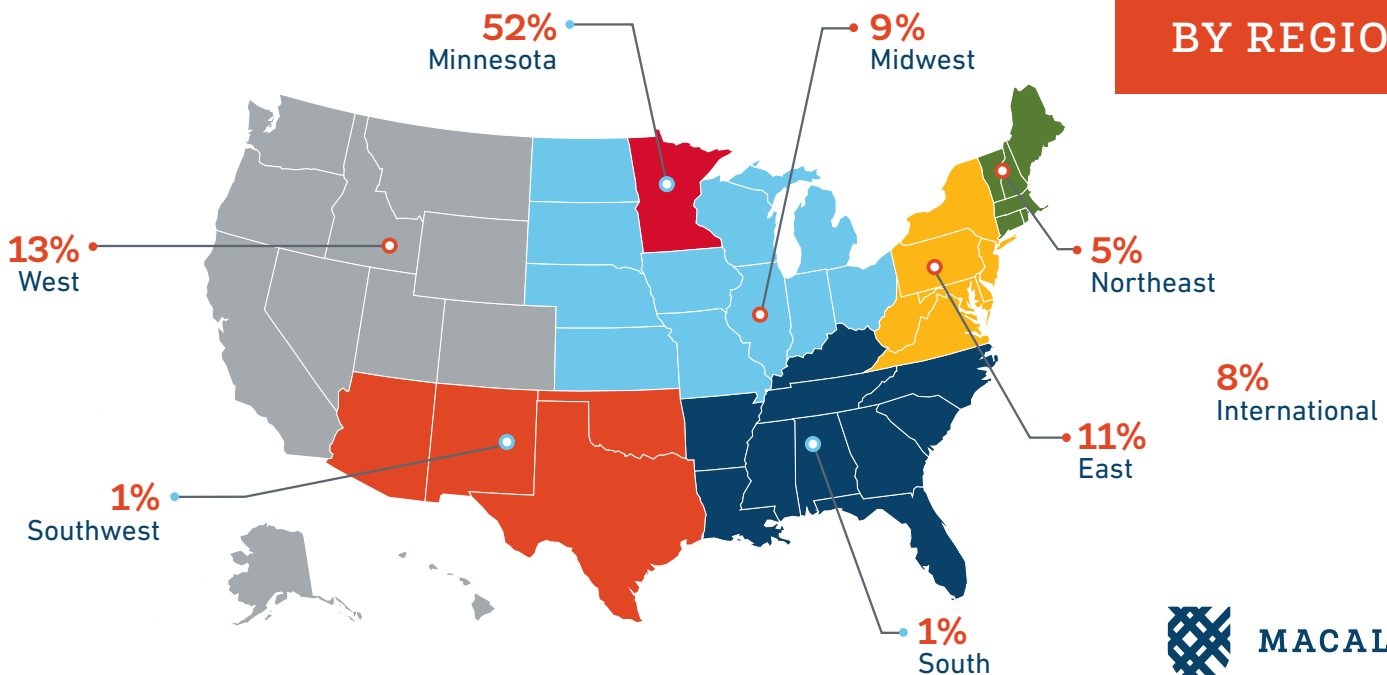 BY REGIO
52%
Minnesota
9%
Midwest
13%
West
5%
Northeast
8%
International
11%
East
1%
Southwest
1%
South
MACAL